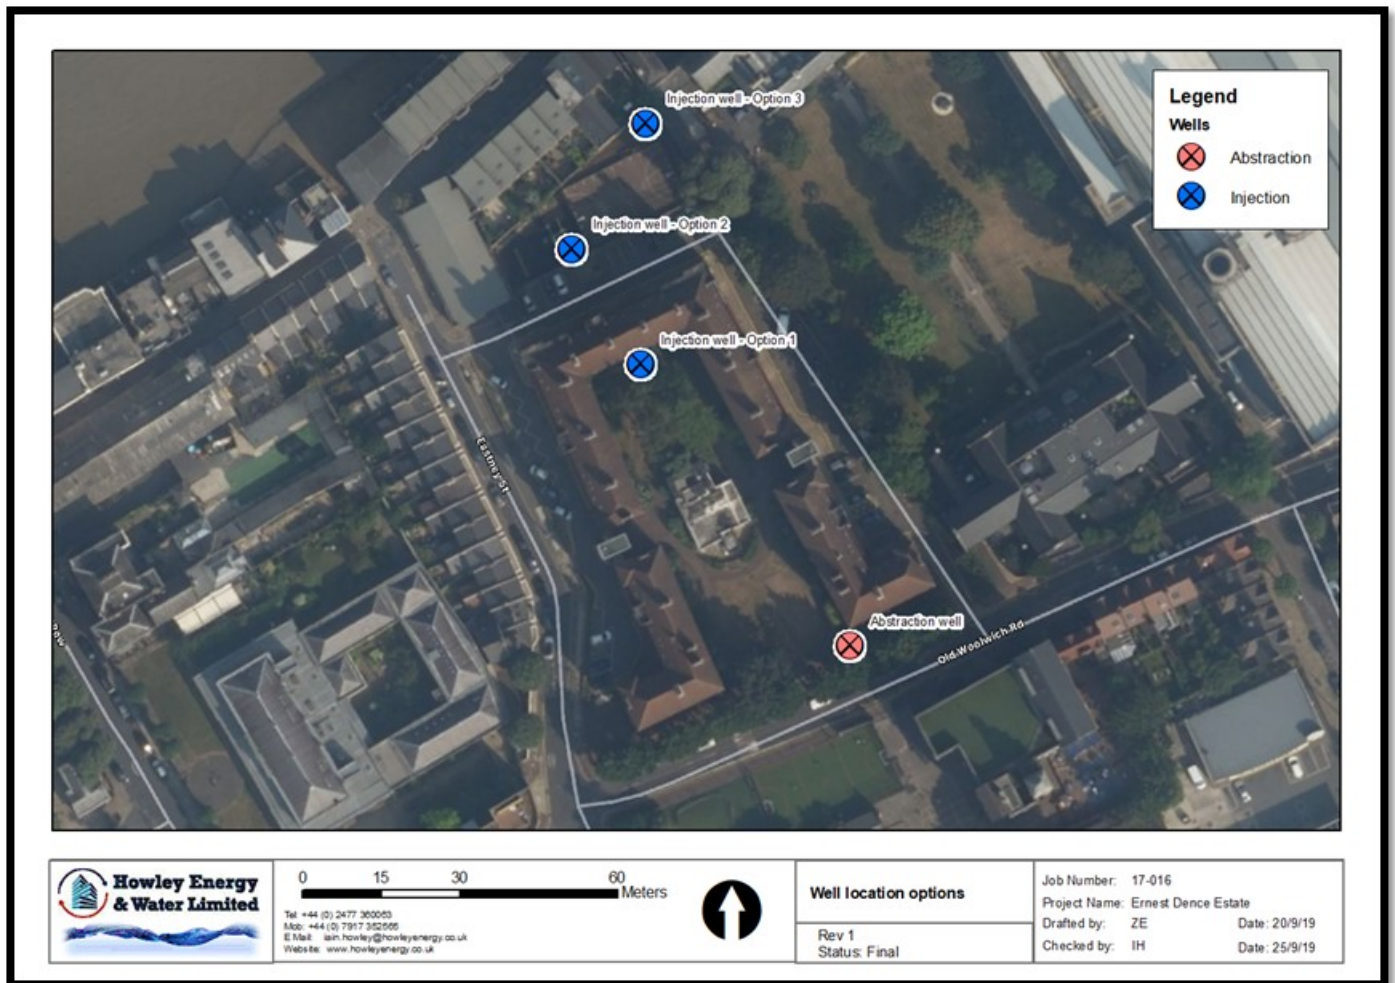 Injection well - Option 3
Legend
Wells
Abstraction
Injection
Injection well - Option 2
Injection well - Option 1
Eastney St
Abstraction well
Old Woolwich Rd
Howley Energy
& Water Limited
0 15 30 60
Meters
Tel: +44 (0) 2477 360063
Mob: +44 (0) 7917 352666
E Mail: iain.howley@howleyenergy.co.uk
Website: www.howleyenergy.co.uk
Well location options
Rev 1
Status: Final
Job Number: 17-016
Project Name: Ernest Dence Estate
Drafted by: ZE Date: 20/9/19
Checked by: IH Date: 25/9/19